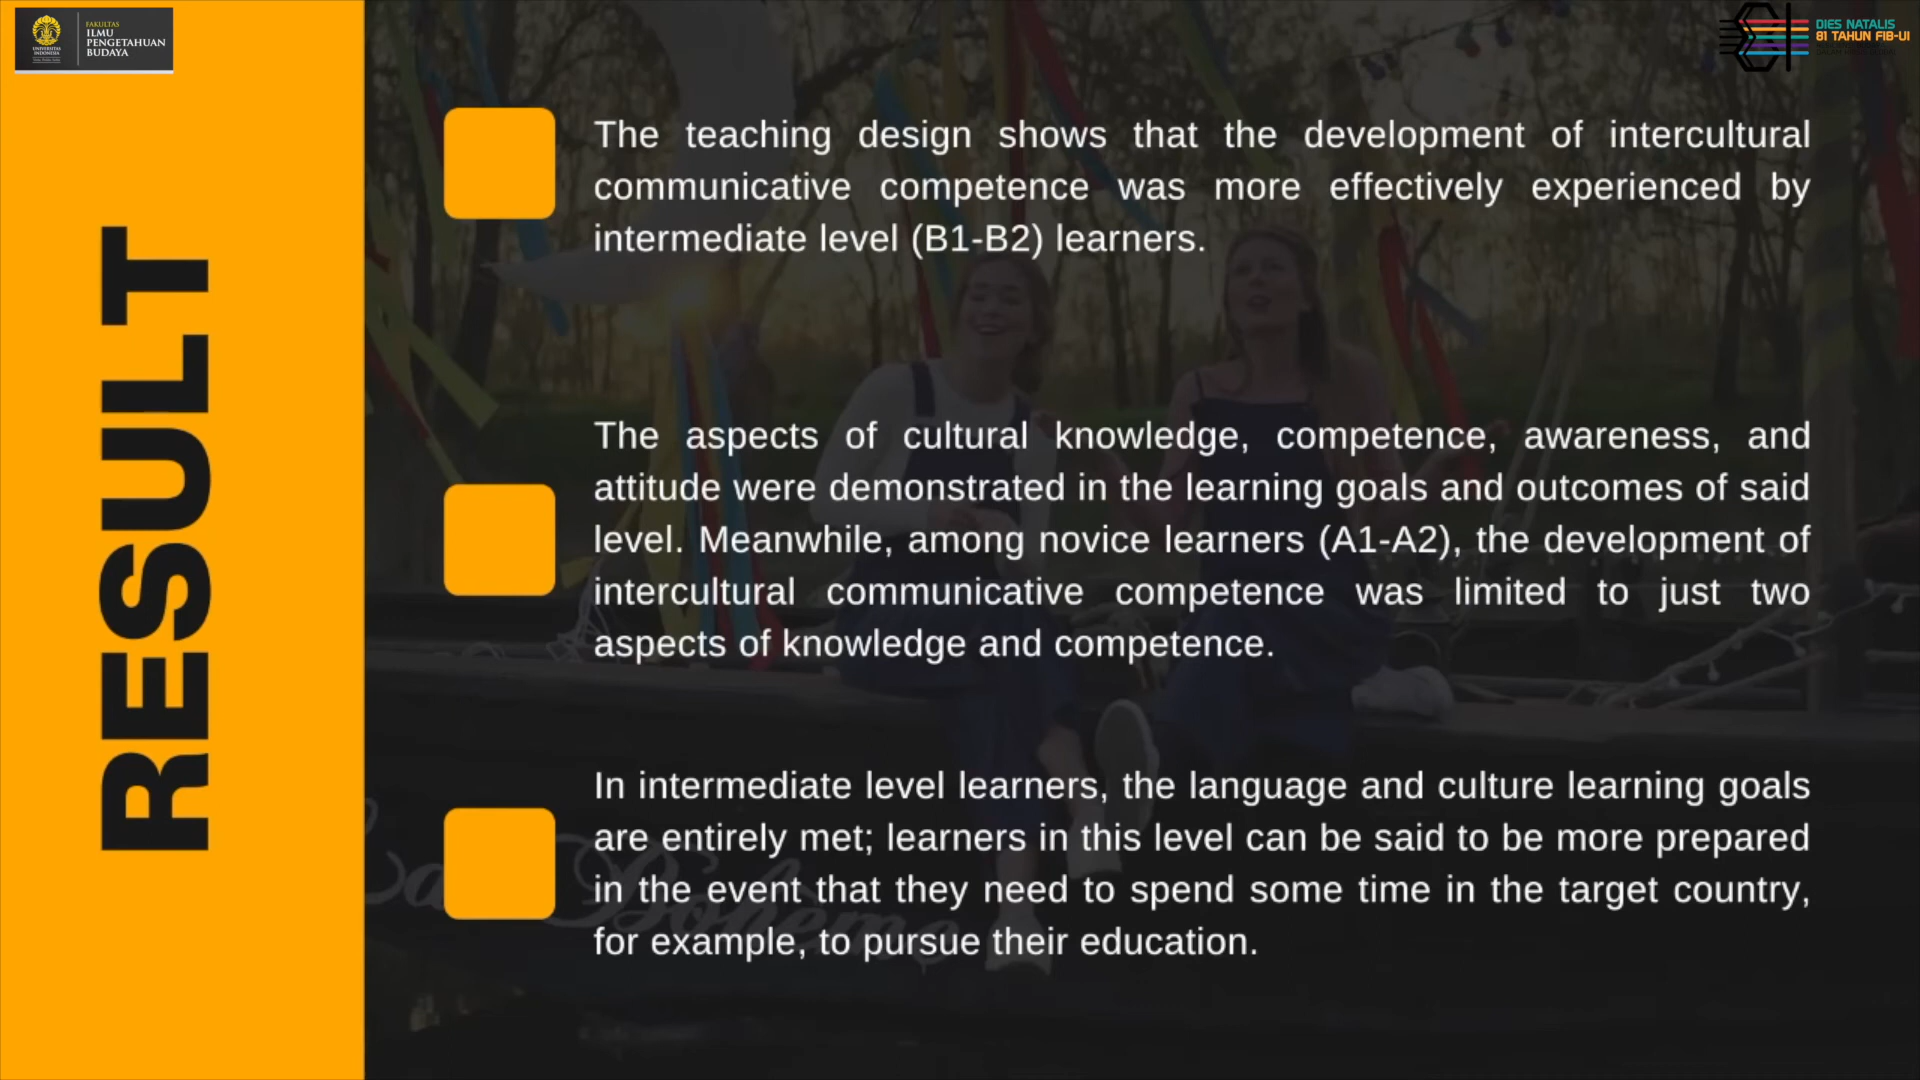 FAKULTAS
ILMU
PENGETAHUAN
BUDAYA
UNIVERSITAS
INDONESIA
DIES NATALIS
81 TAHUN FIB-UI
RESULT
The teaching design shows that the development of intercultural
communicative competence was more effectively experienced by
intermediate level (B1-B2) learners.
The aspects of cultural knowledge, competence, awareness, and
attitude were demonstrated in the learning goals and outcomes of said
level. Meanwhile, among novice learners (A1-A2), the development of
intercultural communicative competence was limited to just two
aspects of knowledge and competence.
In intermediate level learners, the language and culture learning goals
are entirely met; learners in this level can be said to be more prepared
in the event that they need to spend some time in the target country,
for example, to pursue their education.
La Bohème